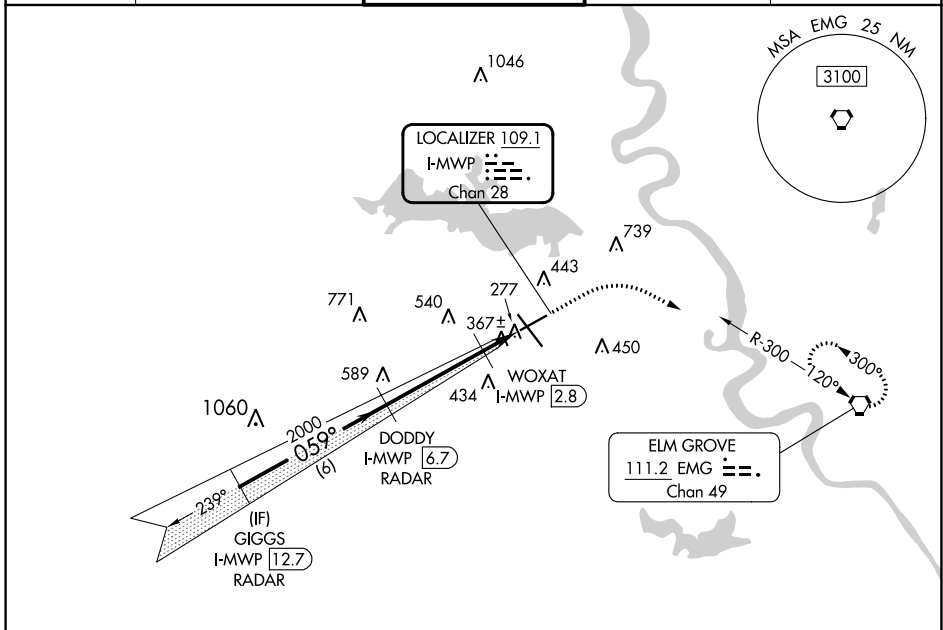 MSA EMG 25 NM
3100
1046
LOCALIZER 109.1
I-MWP
Chan 28
739
443
277
771
540
367±
450
R-300
120°
300°
589
434
WOXAT
I-MWP 2.8
1060
2000
059°
(6)
DODDY
I-MWP 6.7
RADAR
ELM GROVE
111.2 EMG
Chan 49
239°
(IF)
GIGGS
I-MWP 12.7
RADAR